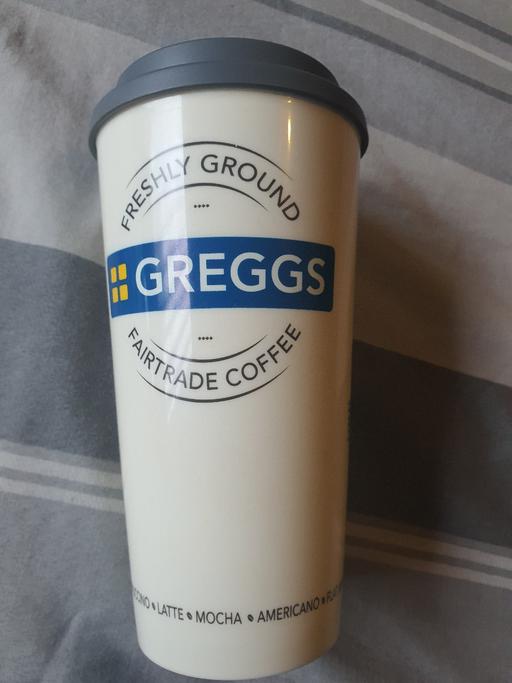 FRESHLY GROUND
GREGGS
FAIRTRADE COFFEE
LATTE • MOCHA • AMERICANO •